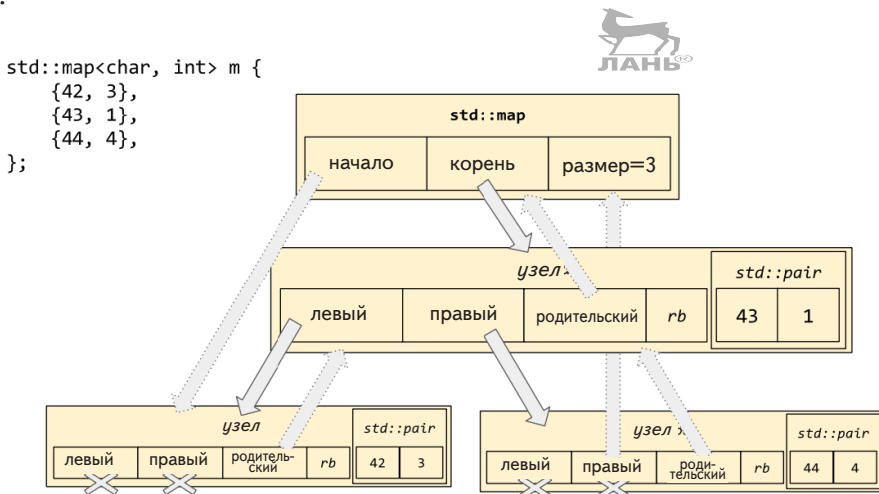 ЛАНЬ®
std::map<char, int> m {
{42, 3},
{43, 1},
{44, 4},
};
std::map
начало корень размер=3
узел
std::pair
левый правый родительский rb 43 1
узел
std::pair
левый правый родитель-
ский rb 42 3
узел
std::pair
левый правый роди-
тельский rb 44 4